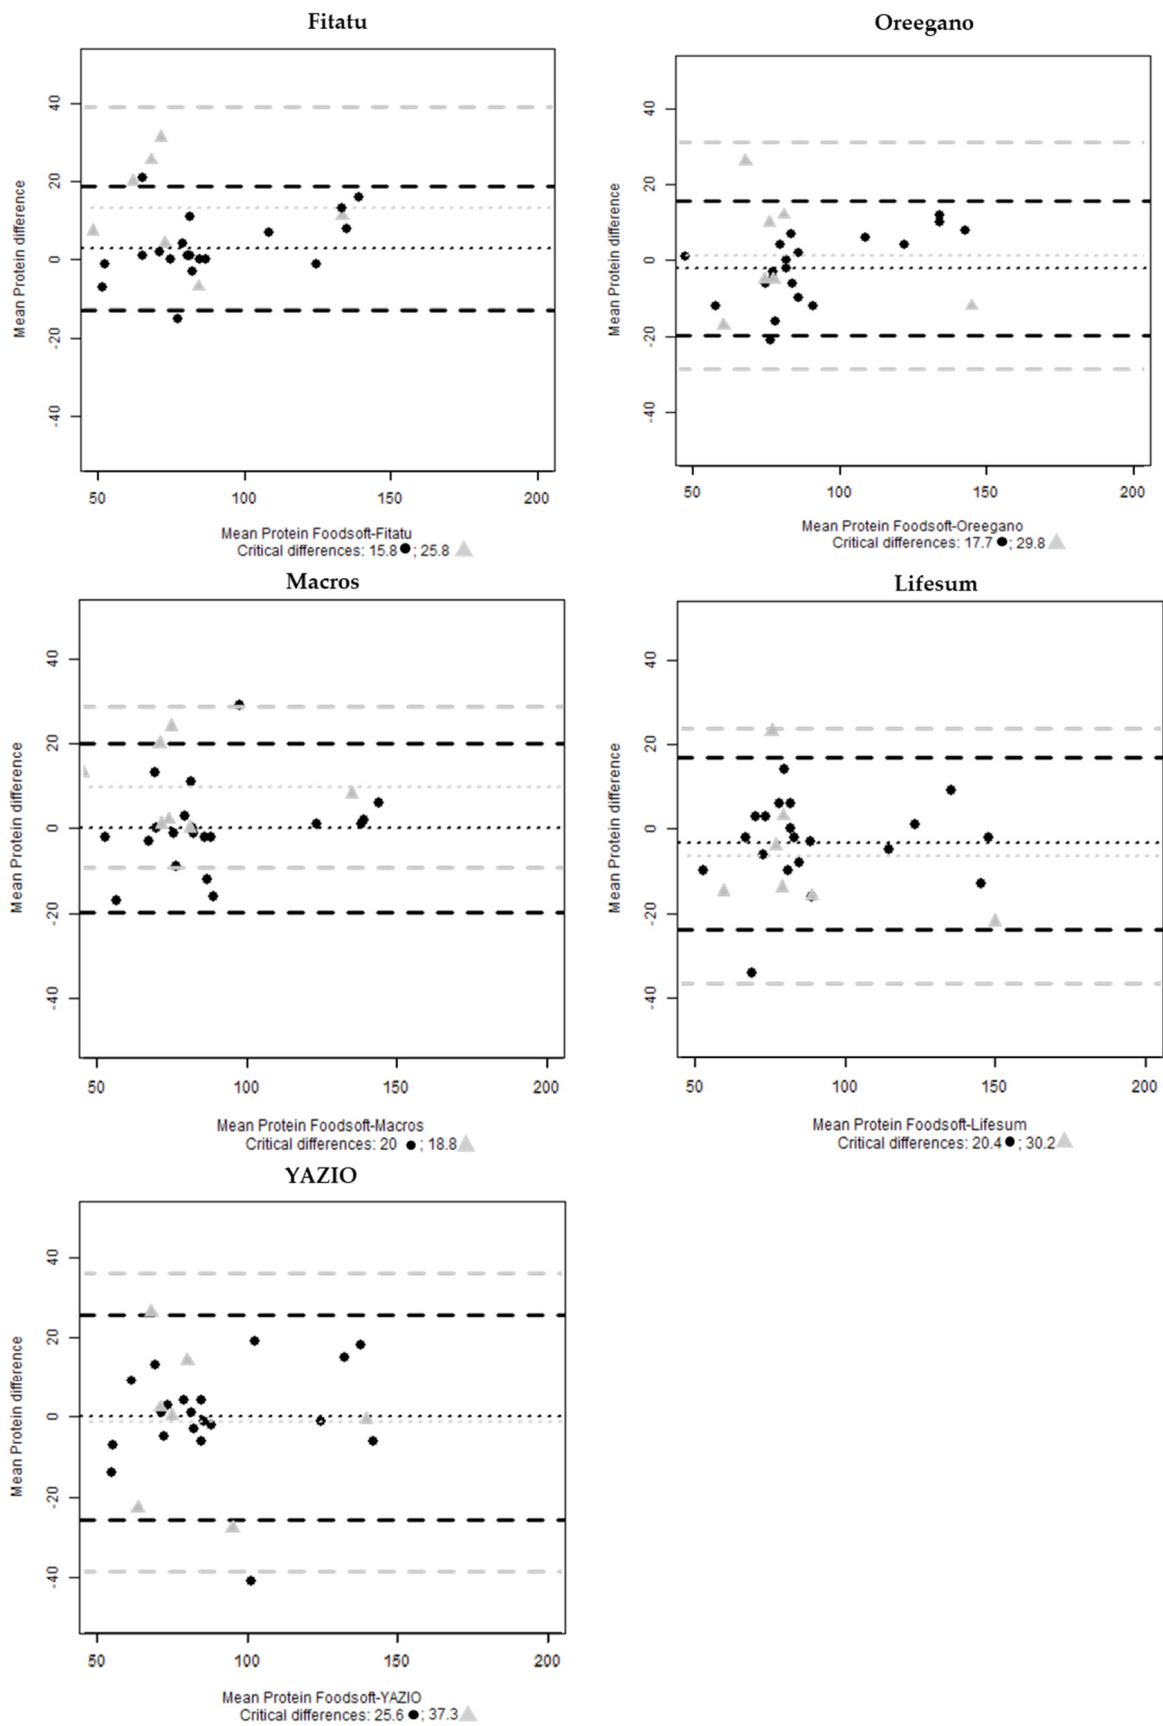 Fitatu
Mean Protein difference
40
20
0
-20
-40
50 100 150 200
Mean Protein Foodsoft-Fitatu
Critical differences: 15.8 ; 25.8
Oreegano
Mean Protein difference
40
20
0
-20
-40
50 100 150 200
Mean Protein Foodsoft-Oreegano
Critical differences: 17.7 ; 29.8
Macros
Mean Protein difference
40
20
0
-20
-40
50 100 150 200
Mean Protein Foodsoft-Macros
Critical differences: 20 ; 18.8
Lifesum
Mean Protein difference
40
20
0
-20
-40
50 100 150 200
Mean Protein Foodsoft-Lifesum
Critical differences: 20.4 ; 30.2
YAZIO
Mean Protein difference
40
20
0
-20
-40
50 100 150 200
Mean Protein Foodsoft-YAZIO
Critical differences: 25.6 ; 37.3